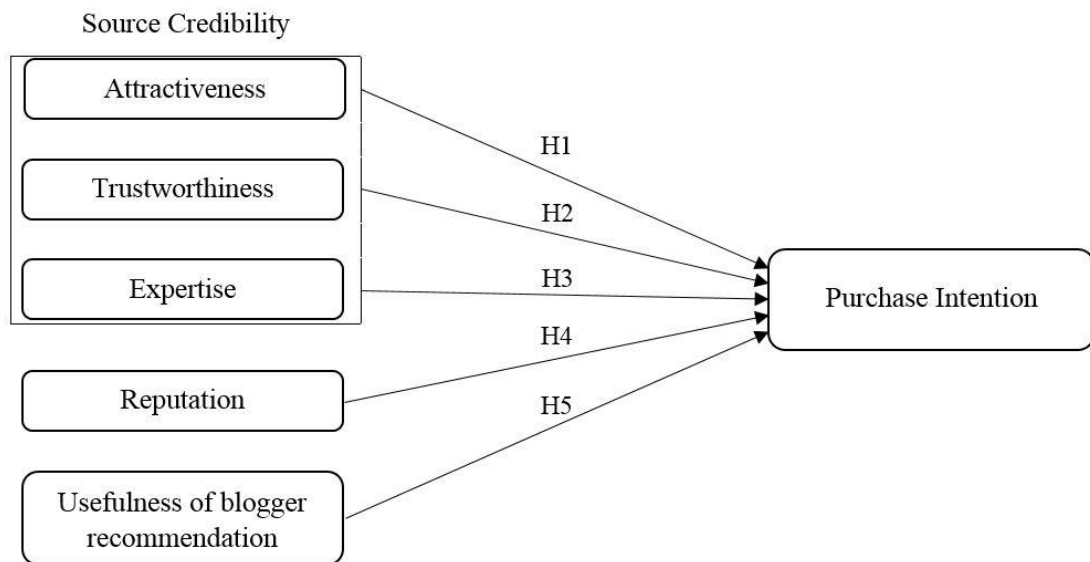 Source Credibility
Attractiveness
H1
Trustworthiness
H2
Expertise
H3
Purchase Intention
H4
Reputation
H5
Usefulness of blogger
recommendation